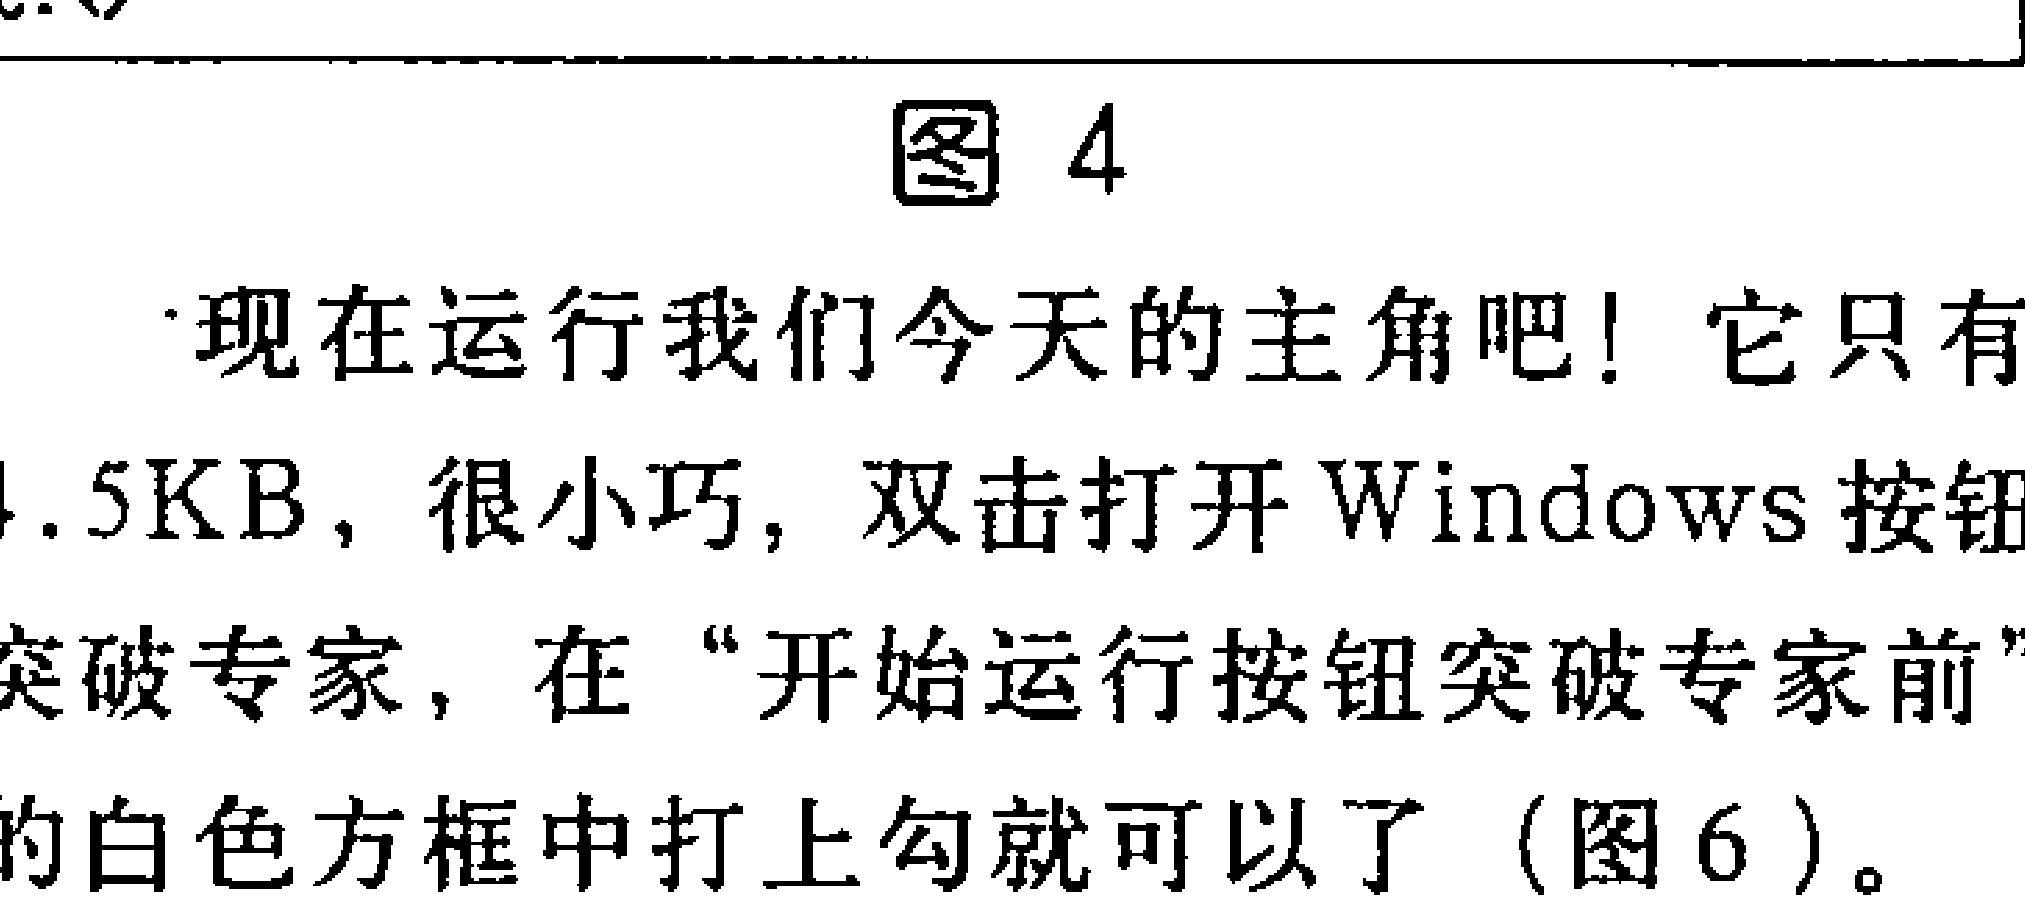 图 4
现在运行我们今天的主角吧！它只有
4.5KB，很小巧，双击打开Windows按钮
突破专家，在“开始运行按钮突破专家前”
的白色方框中打上勾就可以了（图6）。